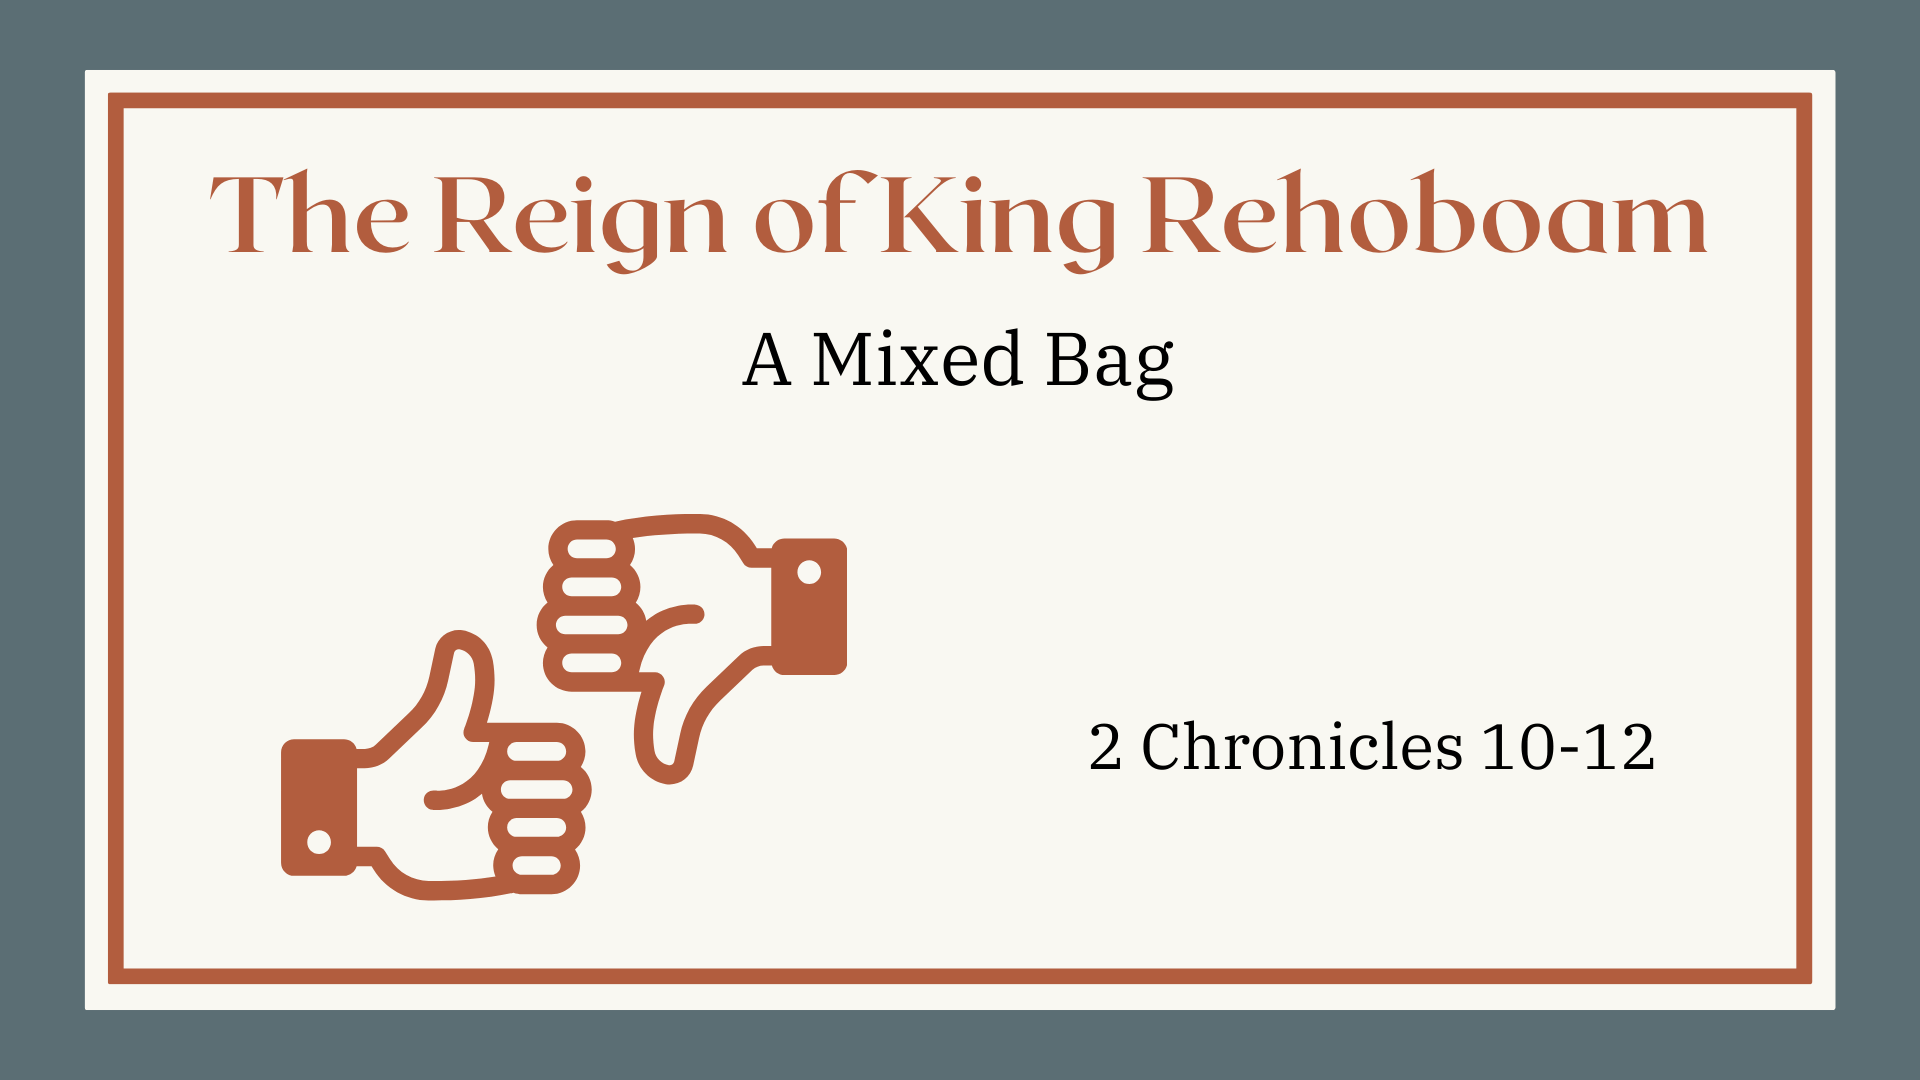 The Reign of King Rehoboam
A Mixed Bag
2 Chronicles 10-12